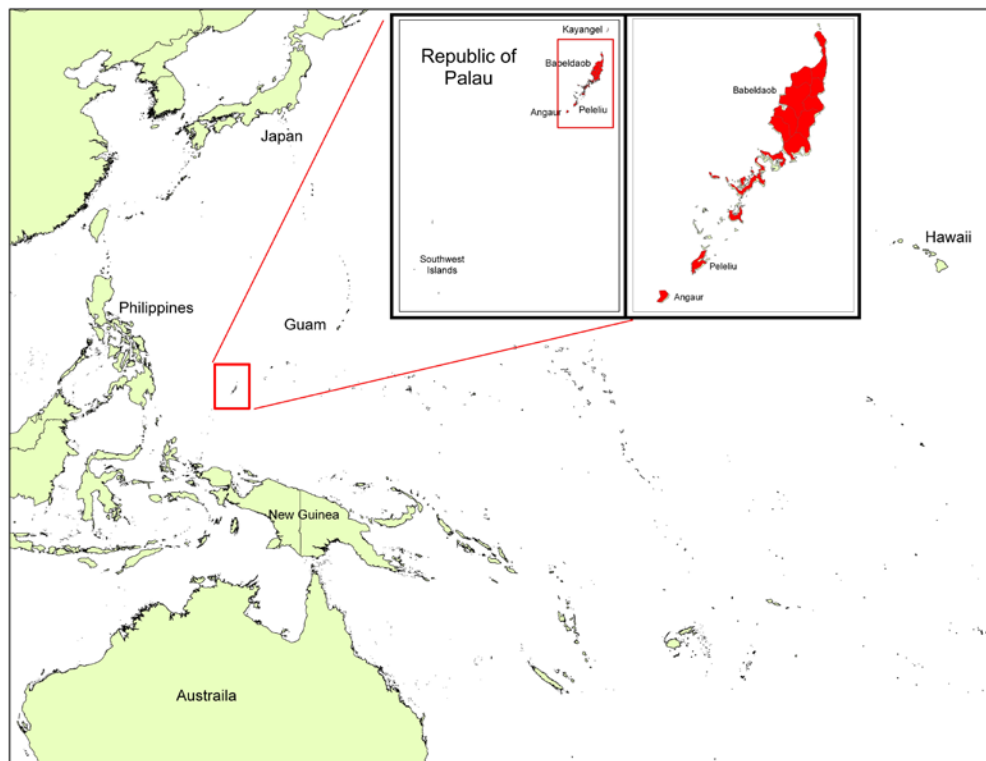 Kayangel
Republic of
Palau
Babeldaob
Angaur
Peleliu
Southwest
Islands
Babeldaob
Peleliu
Angaur
Japan
Hawaii
Philippines
Guam
New Guinea
Austraila